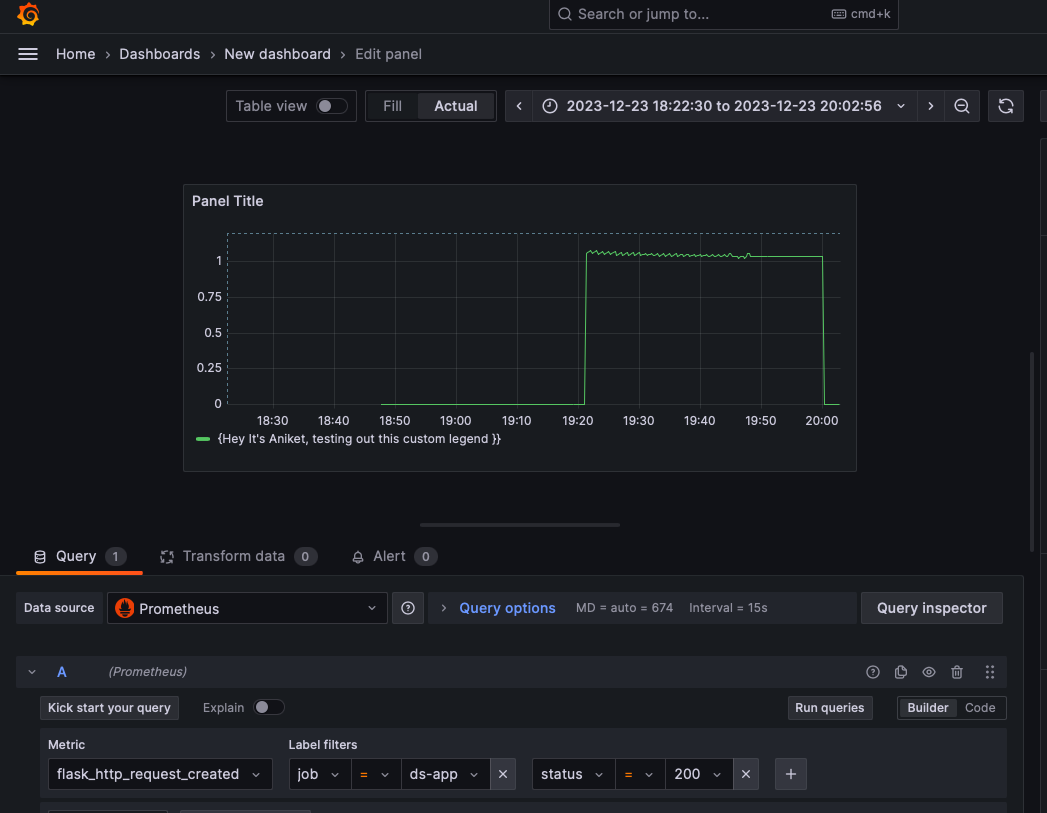 Search or jump to... cmd+k
Home › Dashboards › New dashboard › Edit panel
Table view Fill Actual 2023-12-23 18:22:30 to 2023-12-23 20:02:56
Panel Title
1
0.75
0.5
0.25
0
18:30 18:40 18:50 19:00 19:10 19:20 19:30 19:40 19:50 20:00
{Hey It's Aniket, testing out this custom legend }}
Query 1 Transform data 0 Alert 0
Data source Prometheus Query options MD = auto = 674 Interval = 15s Query inspector
A (Prometheus)
Kick start your query Explain Run queries Builder Code
Metric Label filters
flask_http_request_created job = ds-app status = 200